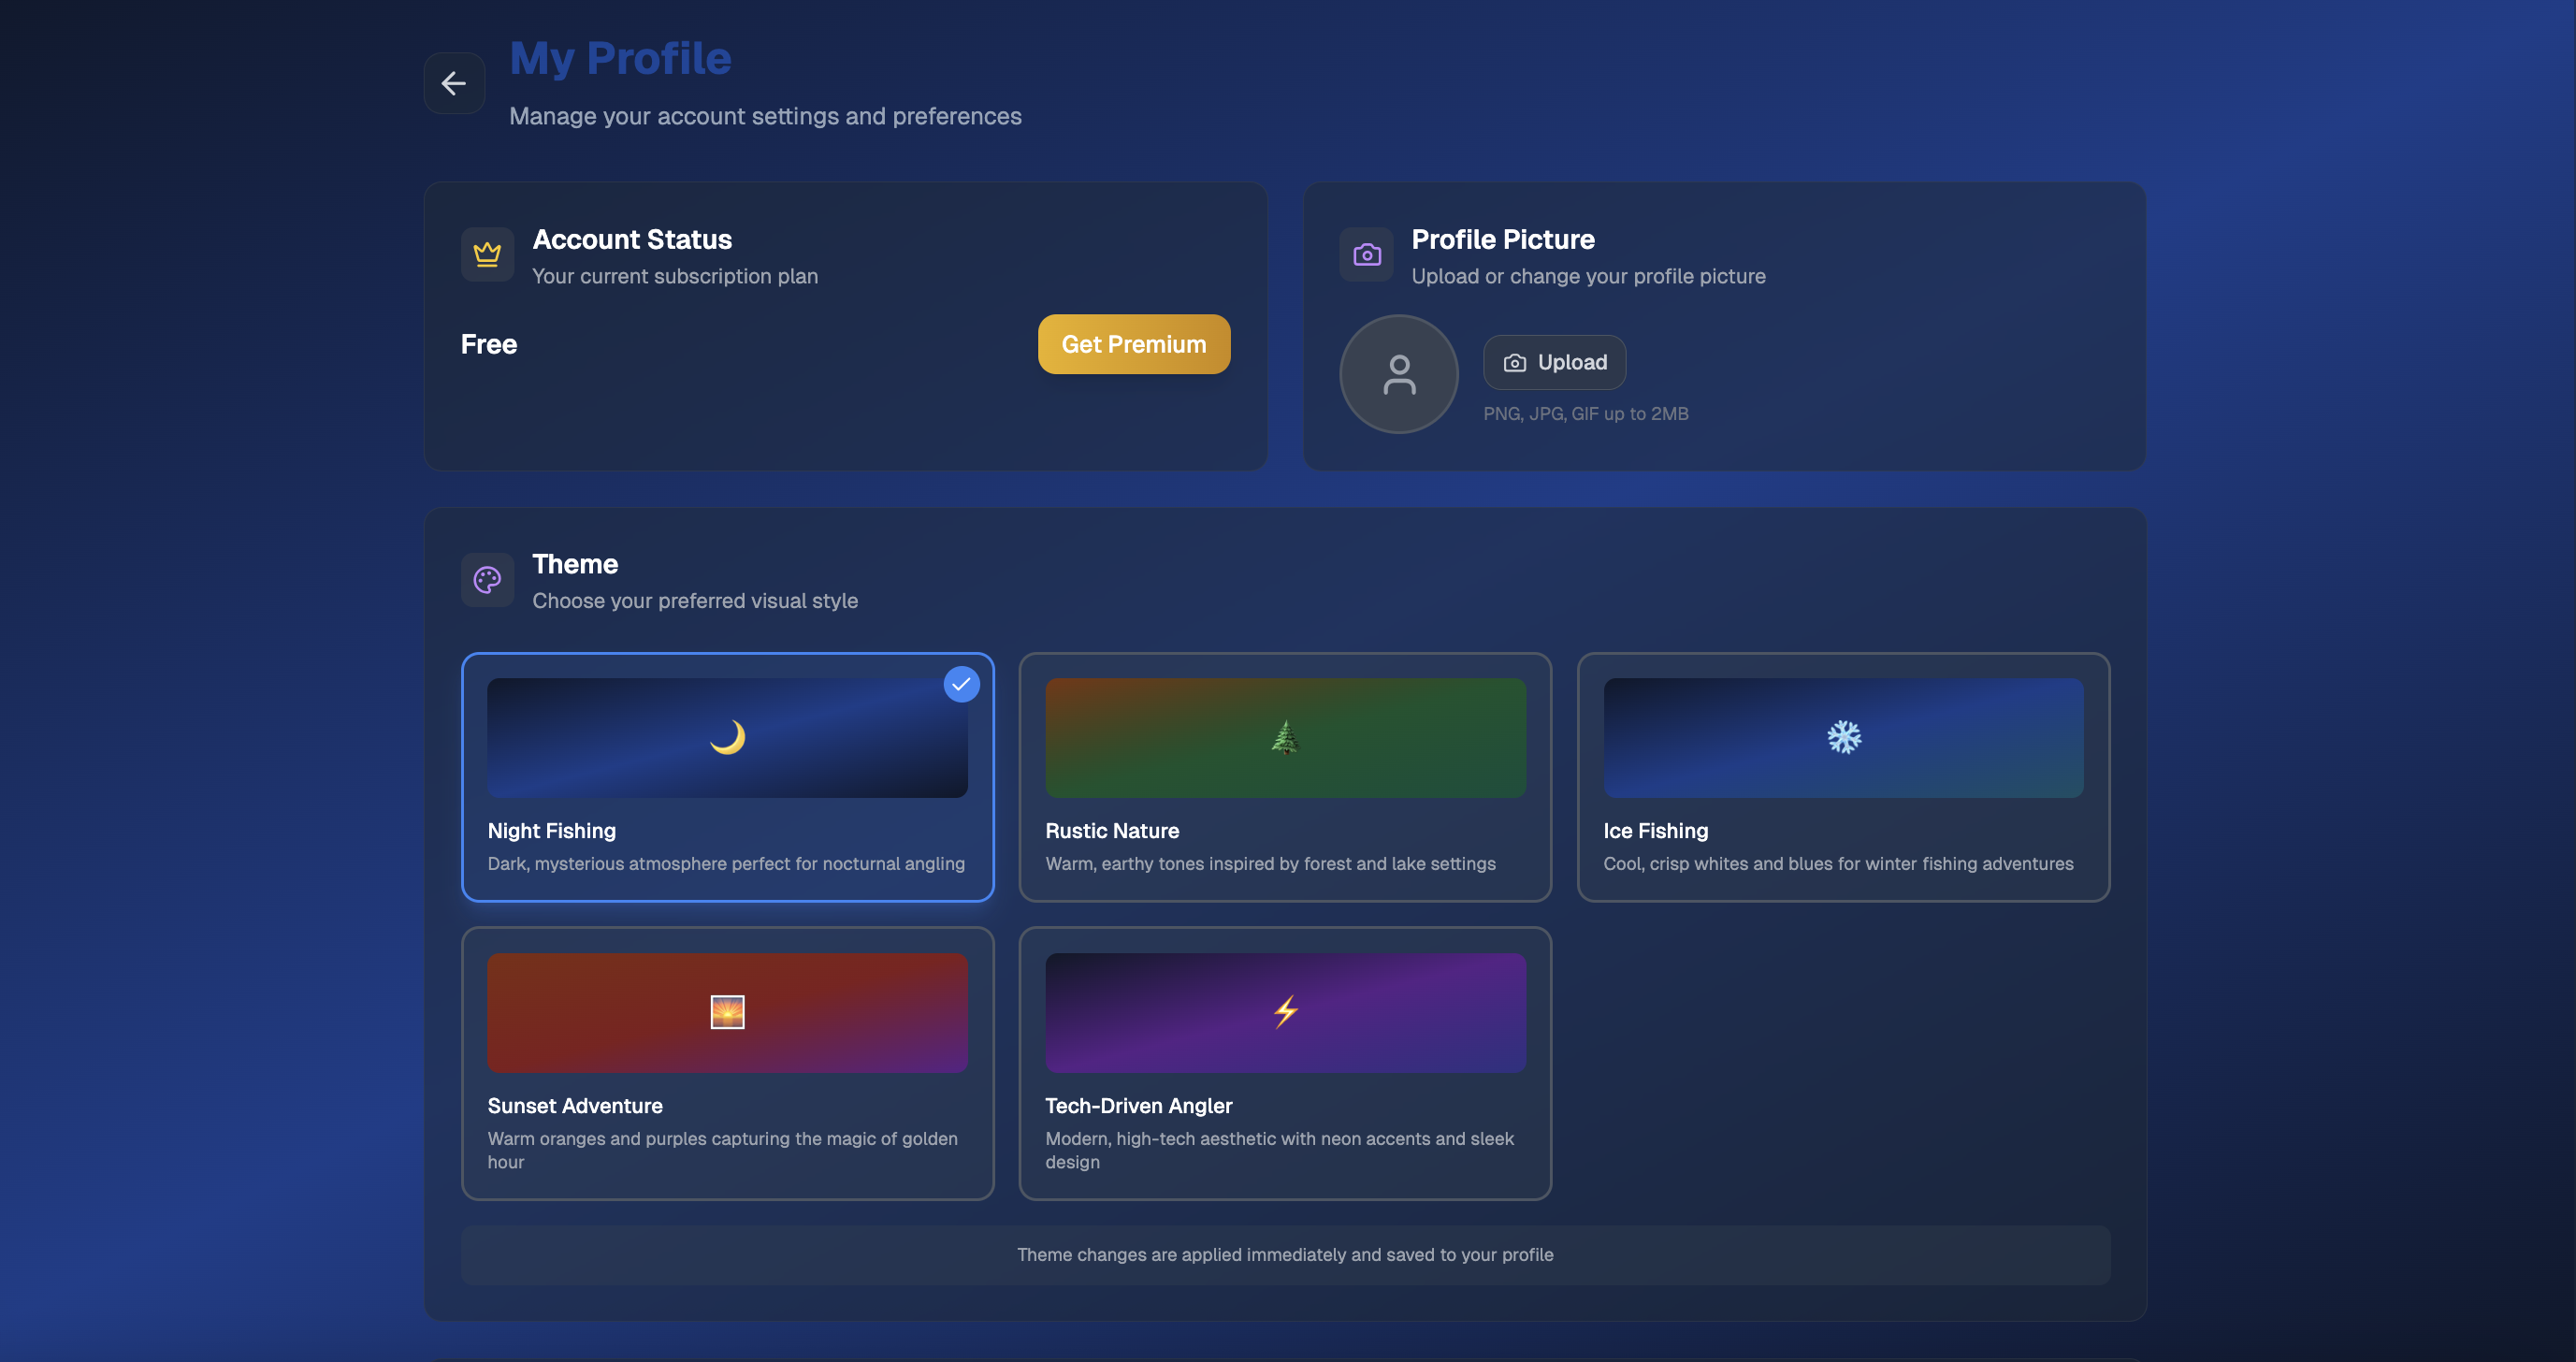 My Profile
Manage your account settings and preferences
Account Status
Your current subscription plan
Free
Get Premium
Profile Picture
Upload or change your profile picture
Upload
PNG, JPG, GIF up to 2MB
Theme
Choose your preferred visual style
Night Fishing
Dark, mysterious atmosphere perfect for nocturnal angling
Rustic Nature
Warm, earthy tones inspired by forest and lake settings
Ice Fishing
Cool, crisp whites and blues for winter fishing adventures
Sunset Adventure
Warm oranges and purples capturing the magic of golden
hour
Tech-Driven Angler
Modern, high-tech aesthetic with neon accents and sleek
design
Theme changes are applied immediately and saved to your profile